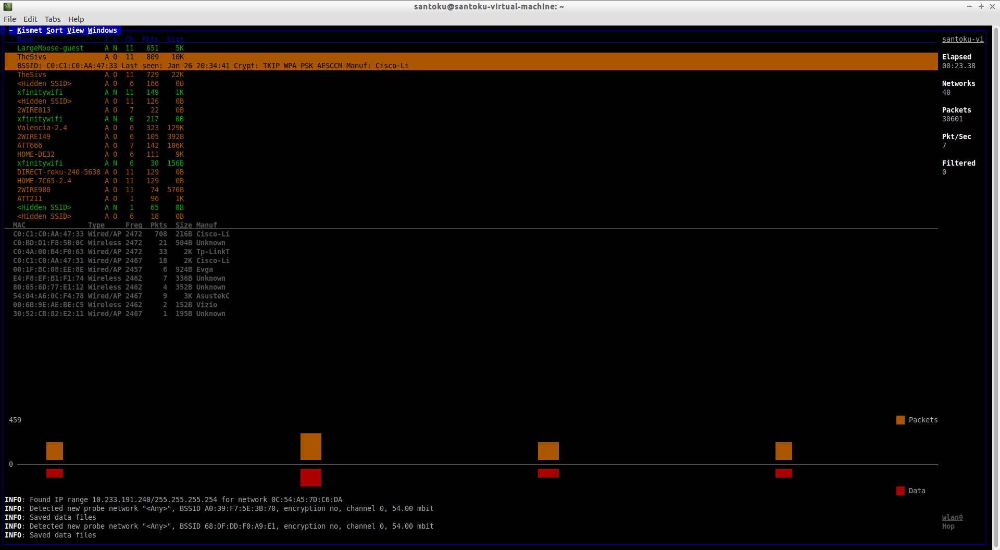 santoku@santoku-virtual-machine: ~
File Edit Tabs Help
~ Kismet Sort View Windows
Name T C Ch Pkts Size
santoku-vi
LargeMoose-guest A N 11 651 5K
TheSivs A O 11 809 10K
BSSID: C0:C1:C0:AA:47:33 Last seen: Jan 26 20:34:41 Crypt: TKIP WPA PSK AESCCM Manuf: Cisco-Li
TheSivs A O 11 729 22K
<Hidden SSID> A O 6 166 0B
xfinitywifi A N 11 149 1K
<Hidden SSID> A O 11 126 0B
2WIRE813 A O 7 22 0B
xfinitywifi A N 6 217 0B
Valencia-2.4 A O 6 323 129K
2WIRE149 A O 6 105 392B
ATT666 A O 7 142 106K
HOME-DE32 A O 6 111 9K
xfinitywifi A N 6 30 156B
DIRECT-roku-240-5638 A O 11 129 0B
HOME-7C65-2.4 A O 11 129 0B
2WIRE980 A O 11 74 576B
ATT211 A O 1 96 1K
<Hidden SSID> A N 1 65 0B
<Hidden SSID> A O 6 18 0B
Elapsed
00:23.38
Networks
40
Packets
30601
Pkt/Sec
7
Filtered
0
MAC Type Freq Pkts Size Manuf
C0:C1:C0:AA:47:33 Wired/AP 2472 708 216B Cisco-Li
C0:BD:D1:F8:5B:0C Wireless 2472 21 504B Unknown
C0:4A:00:B4:F0:63 Wired/AP 2472 33 2K Tp-LinkT
C0:C1:C0:AA:47:31 Wired/AP 2467 18 2K Cisco-Li
00:1F:BC:08:EE:8E Wired/AP 2457 6 924B Evga
E4:F8:EF:B1:F1:74 Wireless 2462 7 336B Unknown
80:65:6D:77:E1:12 Wireless 2462 4 352B Unknown
54:04:A6:0C:F4:78 Wired/AP 2467 9 3K AsustekC
00:6B:9E:AE:BE:C5 Wireless 2462 2 152B Vizio
30:52:CB:82:E2:11 Wired/AP 2467 1 195B Unknown
459
Packets
0
Data
INFO: Found IP range 10.233.191.240/255.255.255.254 for network 0C:54:A5:7D:C6:DA
INFO: Detected new probe network "<Any>", BSSID A0:39:F7:5E:3B:70, encryption no, channel 0, 54.00 mbit
INFO: Saved data files
INFO: Detected new probe network "<Any>", BSSID 68:DF:DD:F0:A9:E1, encryption no, channel 0, 54.00 mbit
INFO: Saved data files
wlan0
Hop